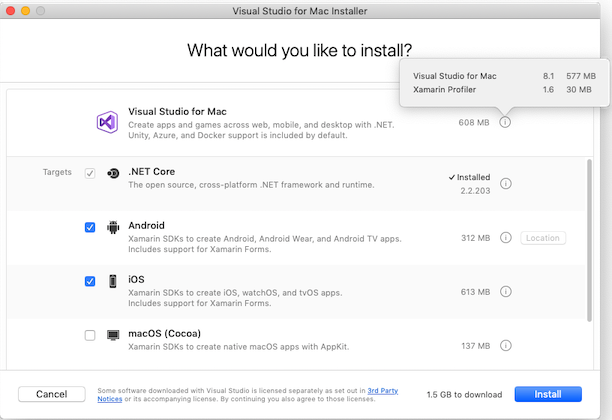 Visual Studio for Mac Installer
What would you like to install?
Visual Studio for Mac 8.1 577 MB
Xamarin Profiler 1.6 30 MB
Visual Studio for Mac
Create apps and games across web, mobile, and desktop with .NET.
Unity, Azure, and Docker support is included by default.
608 MB
Targets
.NET Core
The open source, cross-platform .NET framework and runtime.
Installed
2.2.203
Android
Xamarin SDKs to create Android, Android Wear, and Android TV apps.
Includes support for Xamarin Forms.
312 MB
Location
iOS
Xamarin SDKs to create iOS, watchOS, and tvOS apps.
Includes support for Xamarin Forms.
613 MB
macOS (Cocoa)
Xamarin SDKs to create native macOS apps with AppKit.
137 MB
Cancel
Some software downloaded with Visual Studio is licensed separately as set out in 3rd Party
Notices or its accompanying license. By continuing you also agree to those licenses.
1.5 GB to download
Install